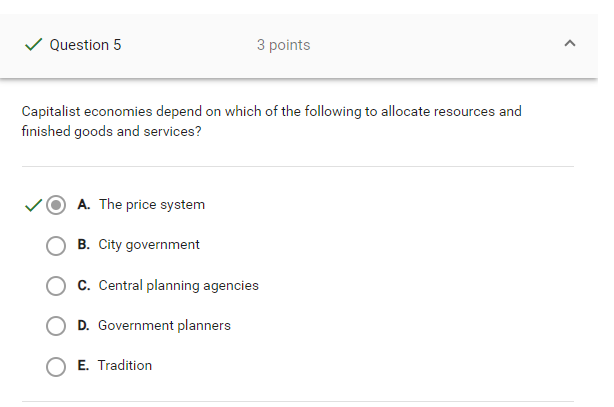 Question 5 3 points
Capitalist economies depend on which of the following to allocate resources and
finished goods and services?
A. The price system
B. City government
C. Central planning agencies
D. Government planners
E. Tradition